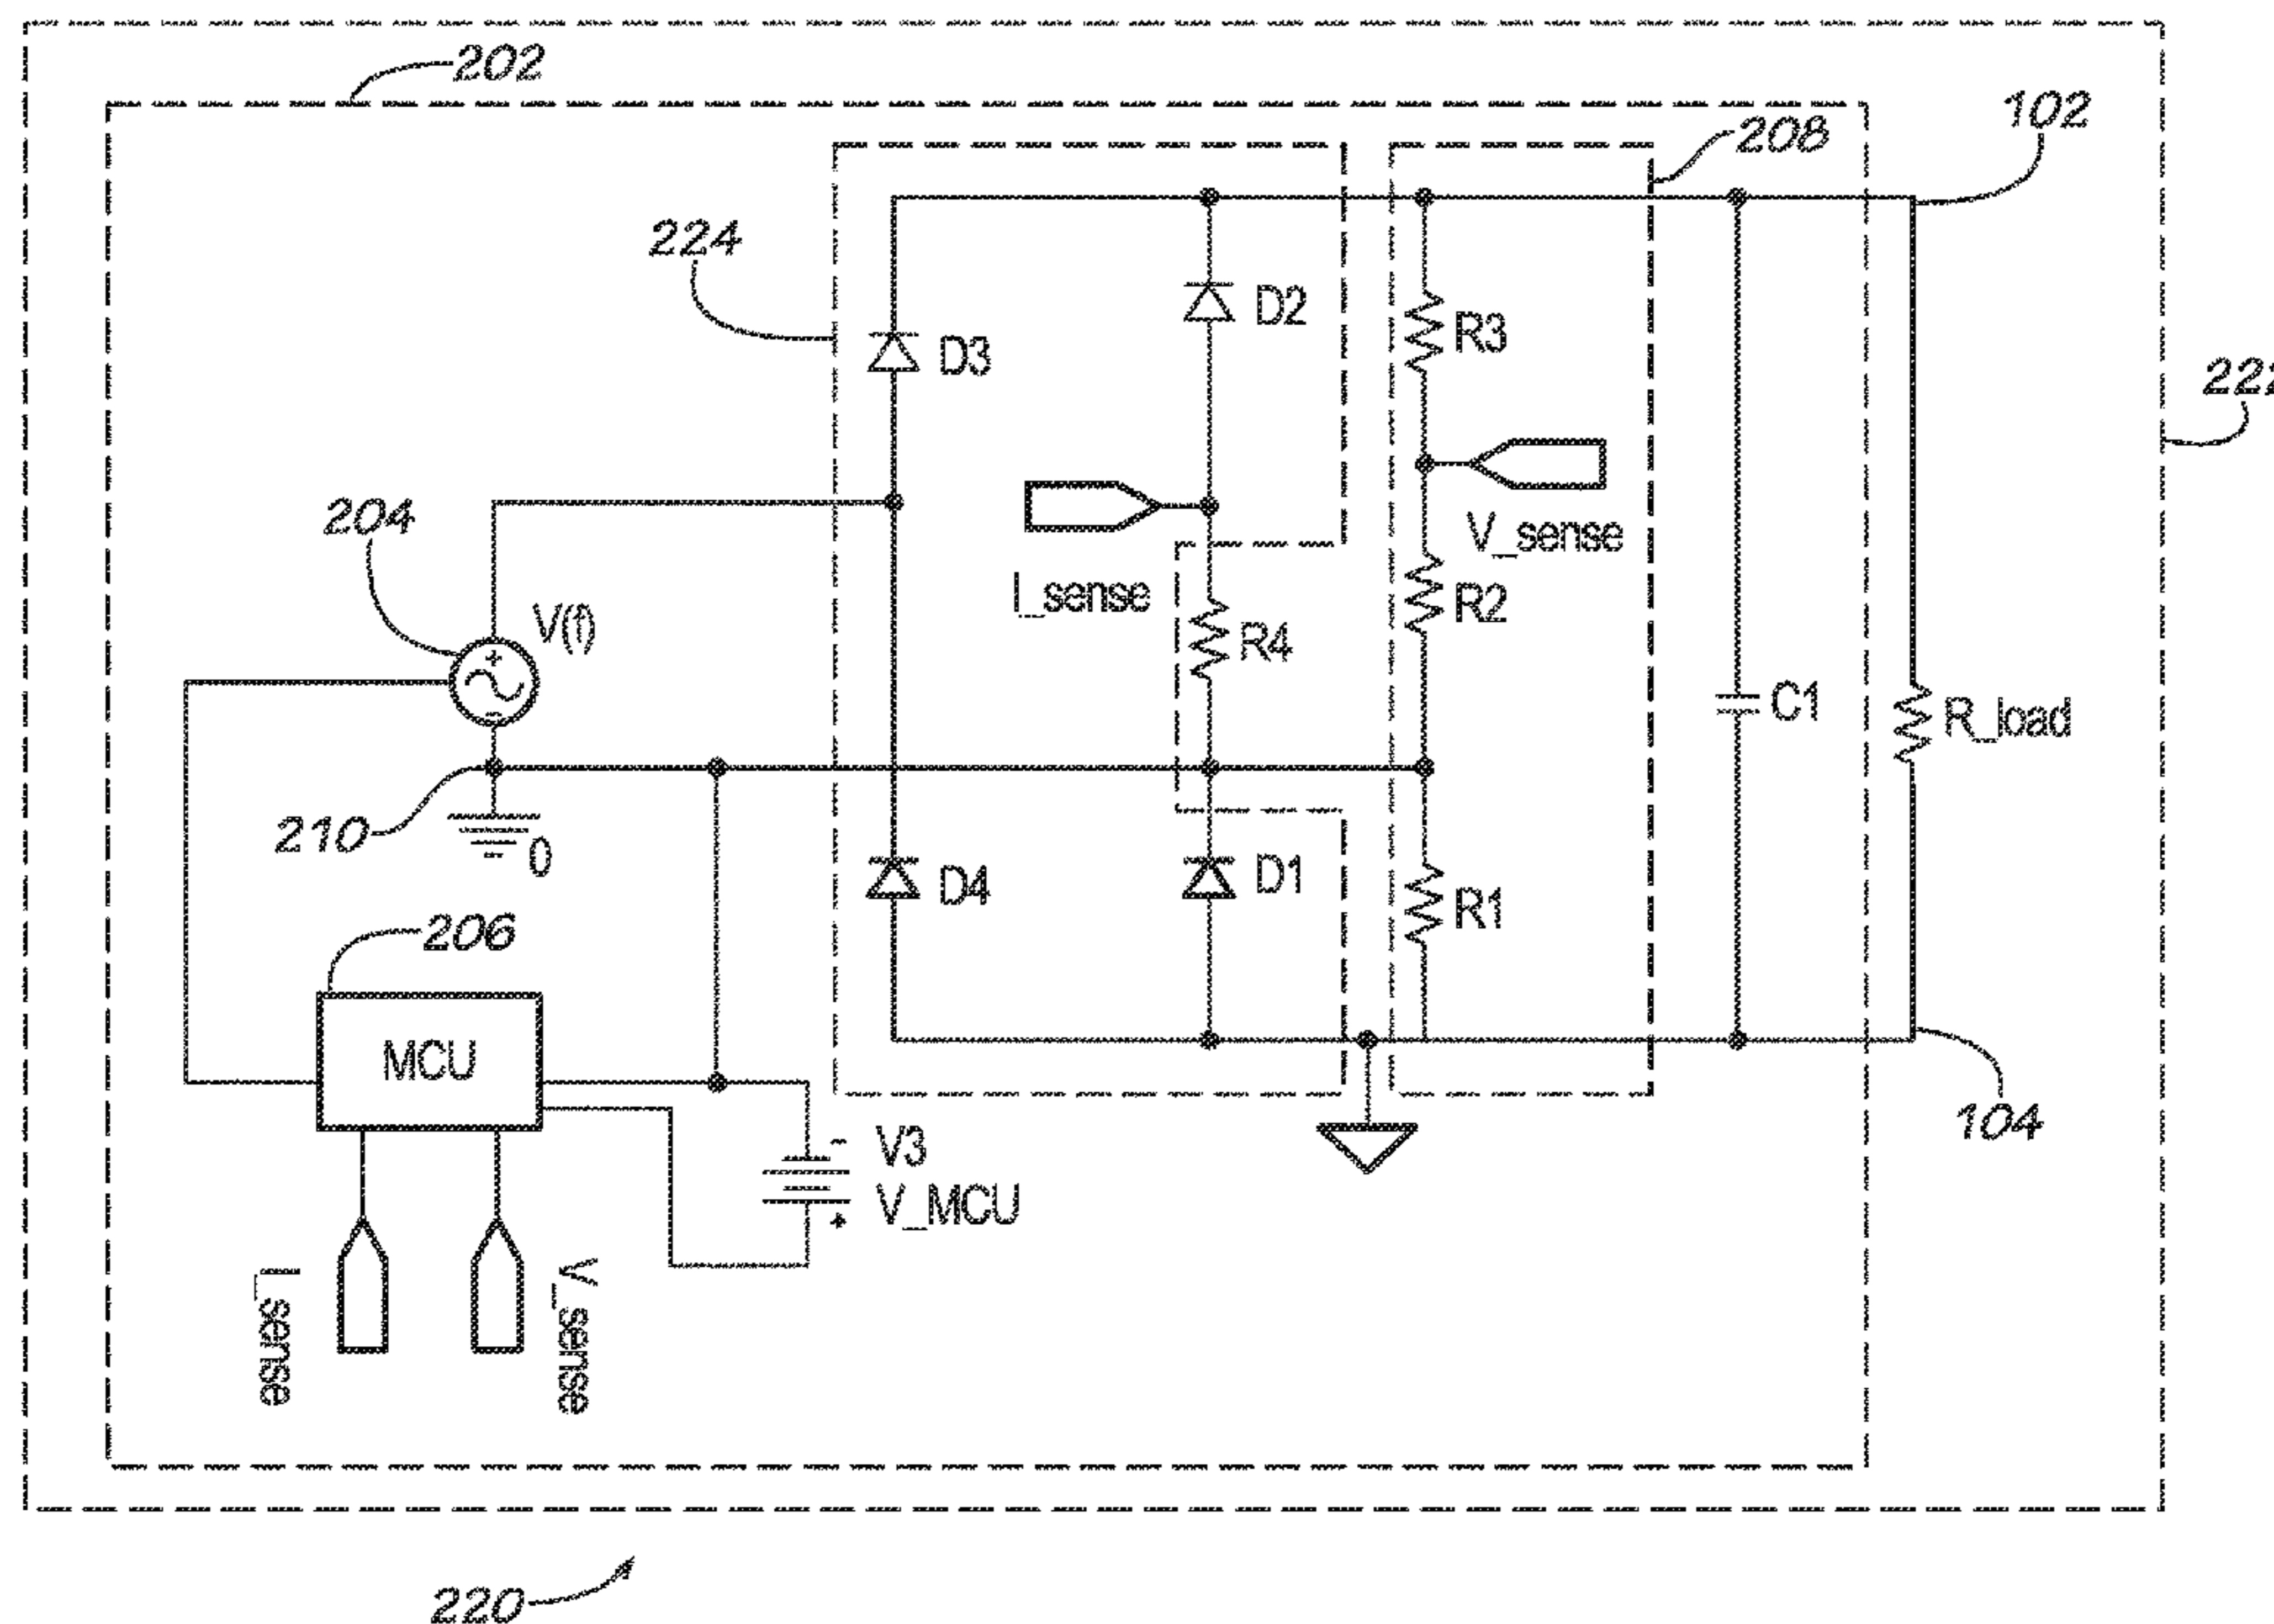 202
102
208
224
D2
D3
R3
222
204
V_sense
I_sense
V(f)
R2
R4
C1
R_load
210
0
D4
D1
R1
206
MCU
104
-
V3
V_MCU
+
I_sense
V_sense
220